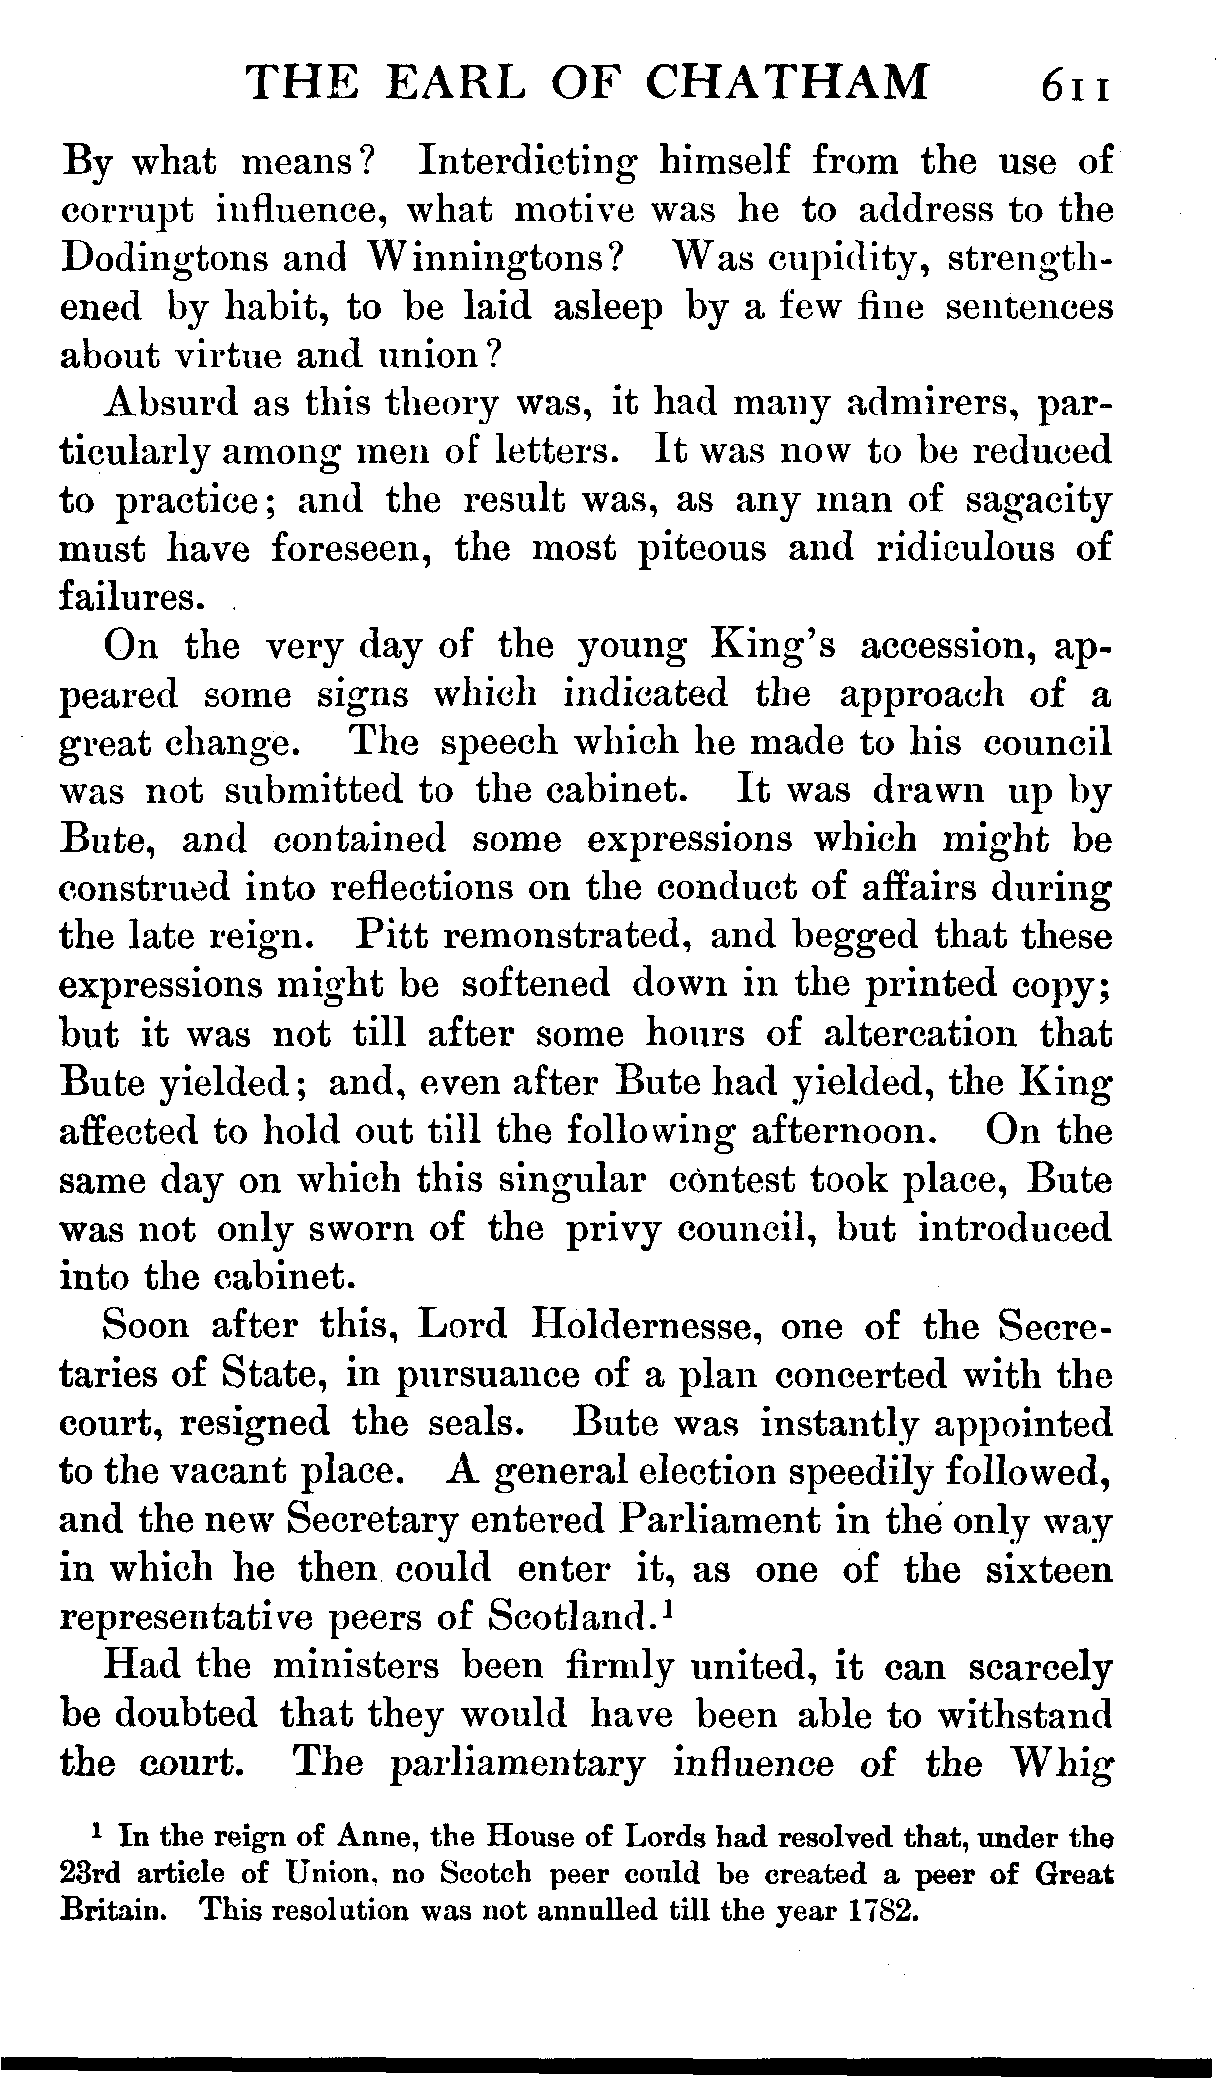 THE EARL OF CHATHAM 611
By what means? Interdicting himself from the use of
corrupt influence, what motive was he to address to the
Dodingtons and Winningtons? Was cupidity, strength-
ened by habit, to be laid asleep by a few fine sentences
about virtue and union?
Absurd as this theory was, it had many admirers, par-
ticularly among men of letters. It was now to be reduced
to practice; and the result was, as any man of sagacity
must have foreseen, the most piteous and ridiculous of
failures.
On the very day of the young King's accession, ap-
peared some signs which indicated the approach of a
great change. The speech which he made to his council
was not submitted to the cabinet. It was drawn up by
Bute, and contained some expressions which might be
construed into reflections on the conduct of affairs during
the late reign. Pitt remonstrated, and begged that these
expressions might be softened down in the printed copy;
but it was not till after some hours of altercation that
Bute yielded; and, even after Bute had yielded, the King
affected to hold out till the following afternoon. On the
same day on which this singular contest took place, Bute
was not only sworn of the privy council, but introduced
into the cabinet.
Soon after this, Lord Holdernesse, one of the Secre-
taries of State, in pursuance of a plan concerted with the
court, resigned the seals. Bute was instantly appointed
to the vacant place. A general election speedily followed,
and the new Secretary entered Parliament in the only way
in which he then could enter it, as one of the sixteen
representative peers of Scotland.¹
Had the ministers been firmly united, it can scarcely
be doubted that they would have been able to withstand
the court. The parliamentary influence of the Whig
¹ In the reign of Anne, the House of Lords had resolved that, under the
23rd article of Union, no Scotch peer could be created a peer of Great
Britain. This resolution was not annulled till the year 1782.